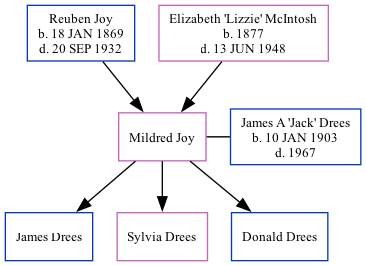 Reuben Joy
b. 18 JAN 1869
d. 20 SEP 1932
Elizabeth 'Lizzie' McIntosh
b. 1877
d. 13 JUN 1948
Mildred Joy
James A 'Jack' Drees
b. 10 JAN 1903
d. 1967
James Drees
Sylvia Drees
Donald Drees